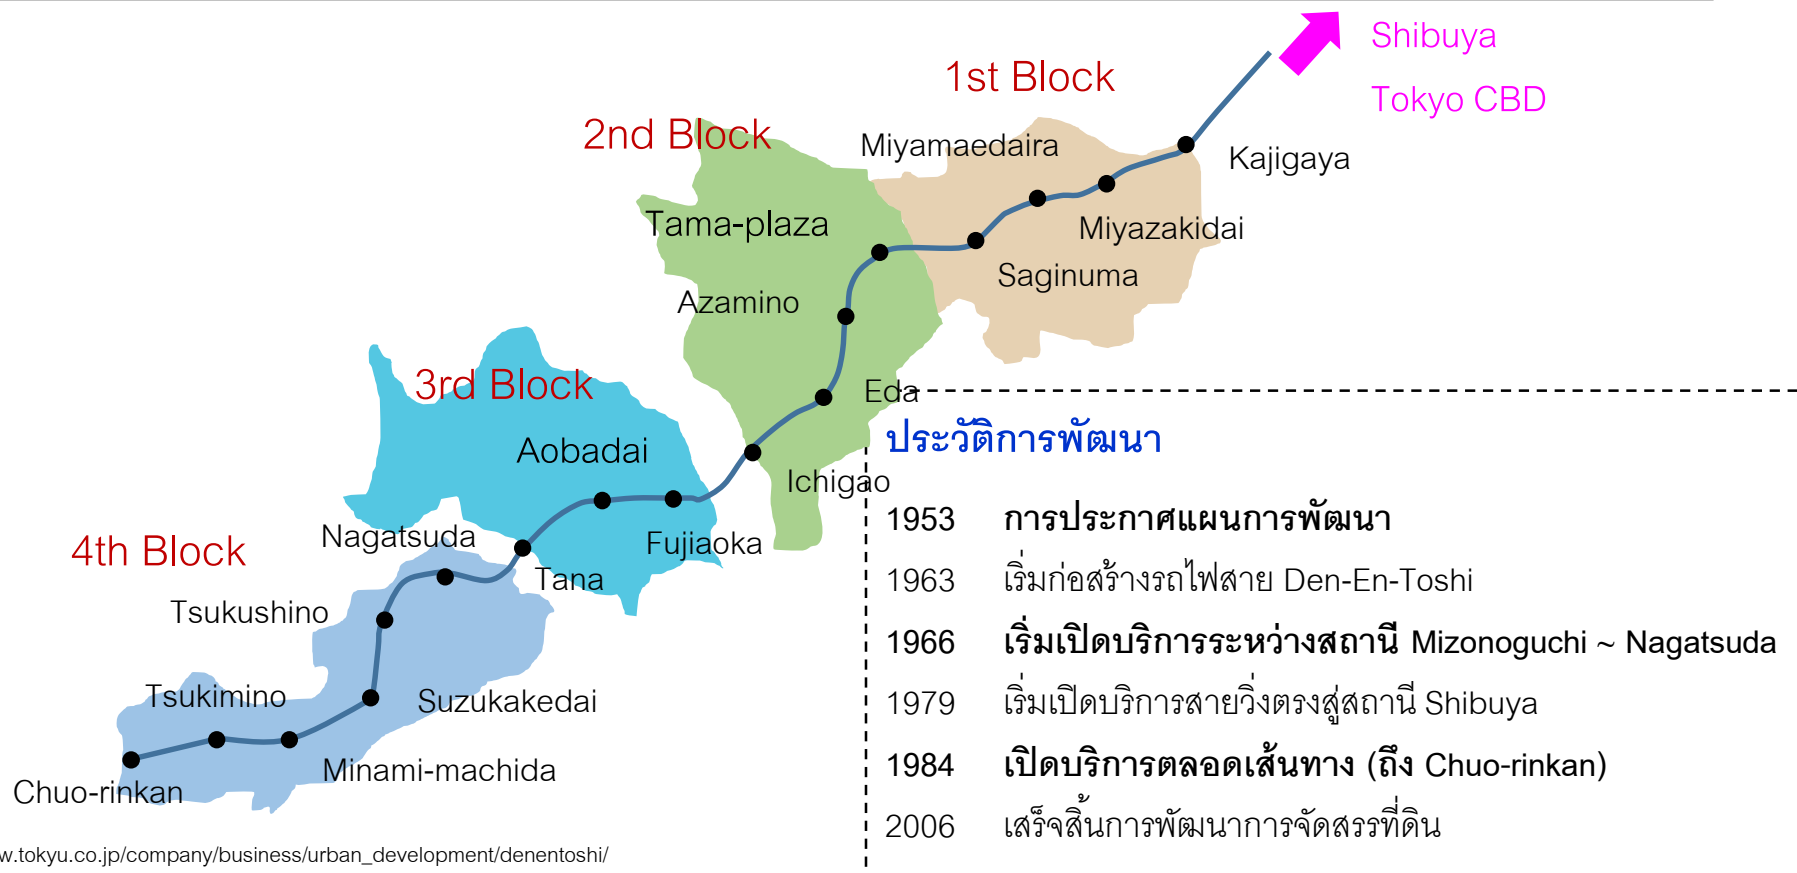 Shibuya
Tokyo CBD
1st Block
2nd Block
Miyamaedaira
Kajigaya
Tama-plaza
Miyazakidai
Saginuma
Azamino
3rd Block
Eda
Aobadai
Ichigao
Nagatsuda
Fujiaoka
4th Block
Tana
Tsukushino
Tsukimino
Suzukakedai
Minami-machida
Chuo-rinkan
ประวัติการพัฒนา
1953 การประกาศแผนการพัฒนา
1963 เริ่มก่อสร้างรถไฟสาย Den-En-Toshi
1966 เริ่มเปิดบริการระหว่างสถานี Mizonoguchi ~ Nagatsuda
1979 เริ่มเปิดบริการสายวิ่งตรงสู่สถานี Shibuya
1984 เปิดบริการตลอดเส้นทาง (ถึง Chuo-rinkan)
2006 เสร็จสิ้นการพัฒนาการจัดสรรที่ดิน
w.tokyu.co.jp/company/business/urban_development/denentoshi/